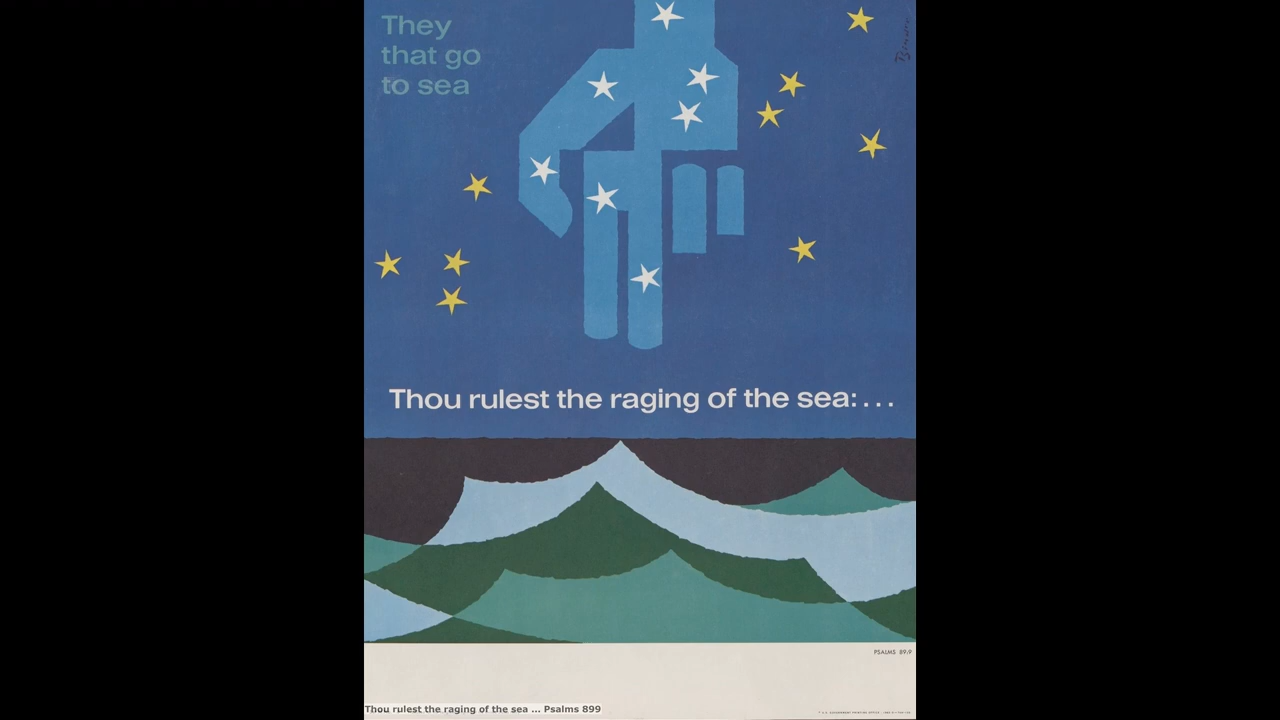 They
that go
to sea
Thou rulest the raging of the sea:...
PSALMS 89:9
Thou rulest the raging of the sea ... Psalms 899